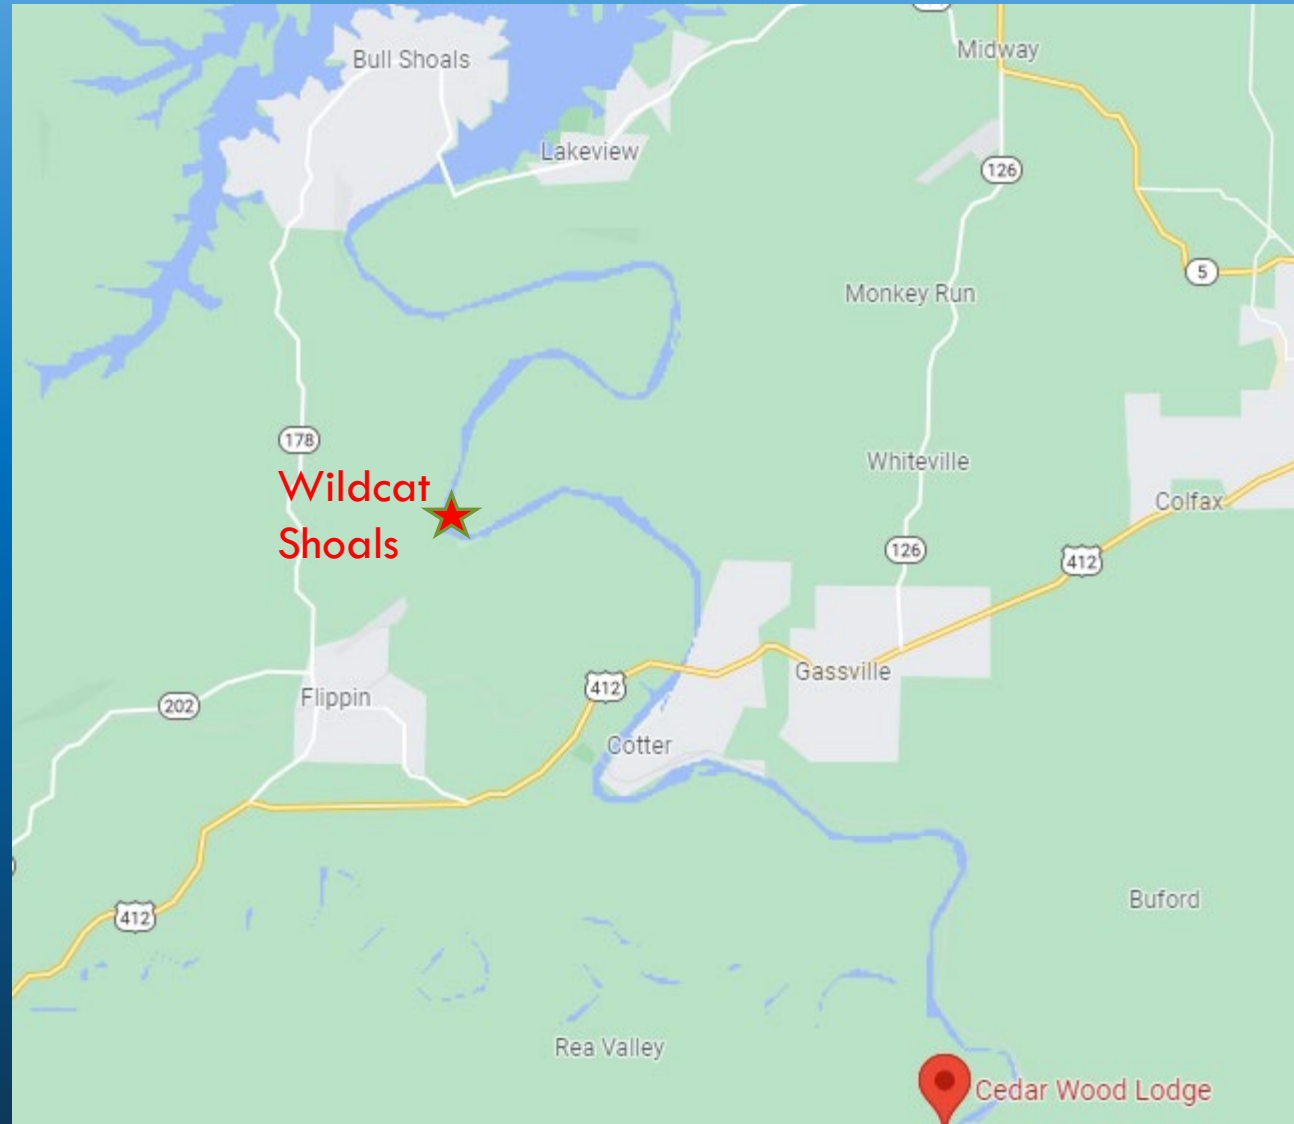 Bull Shoals
Midway
Lakeview
126
5
Monkey Run
178
Whiteville
Wildcat
Shoals
Colfax
126
412
Gassville
412
202
Flippin
Cotter
412
Buford
Rea Valley
Cedar Wood Lodge